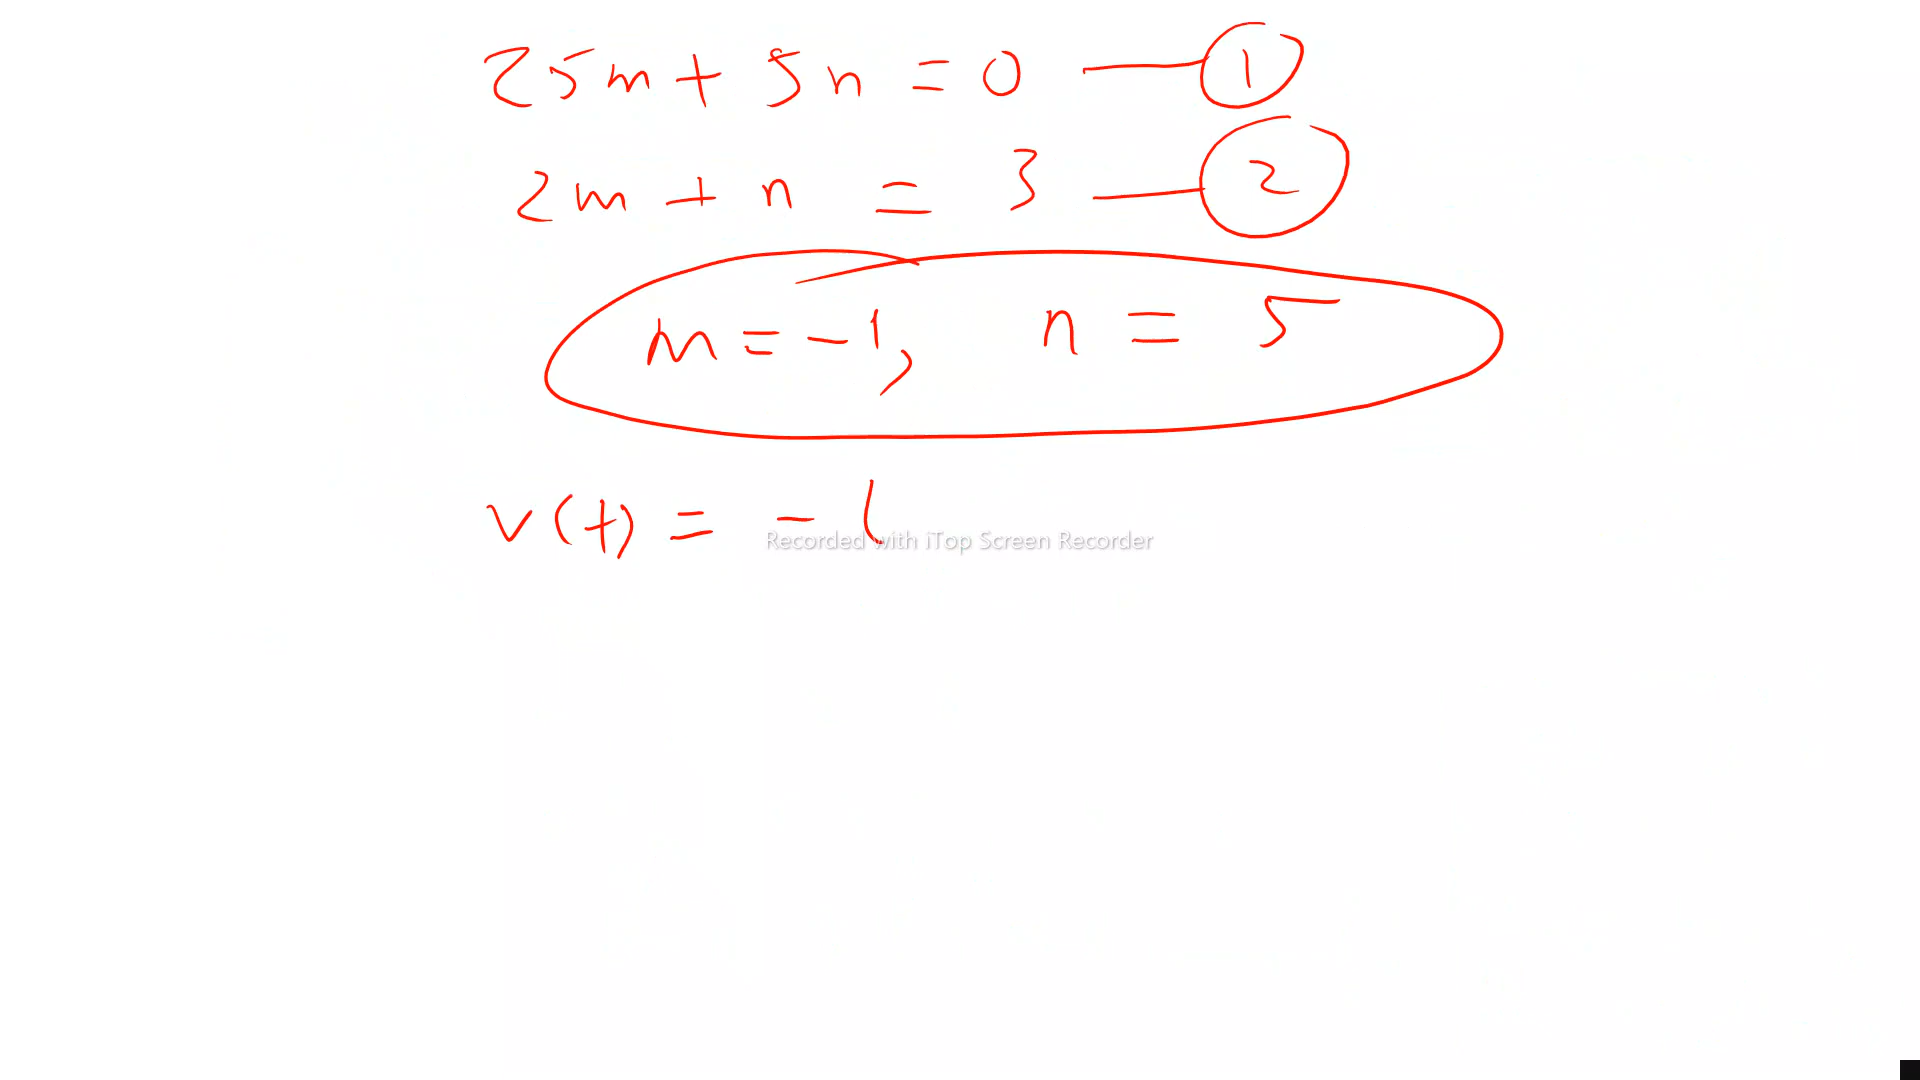 25m + 5n = 0 — 1
2m + n = 3 — 2
m = -1, n = 5
v(t) = - (
Recorded with iTop Screen Recorder